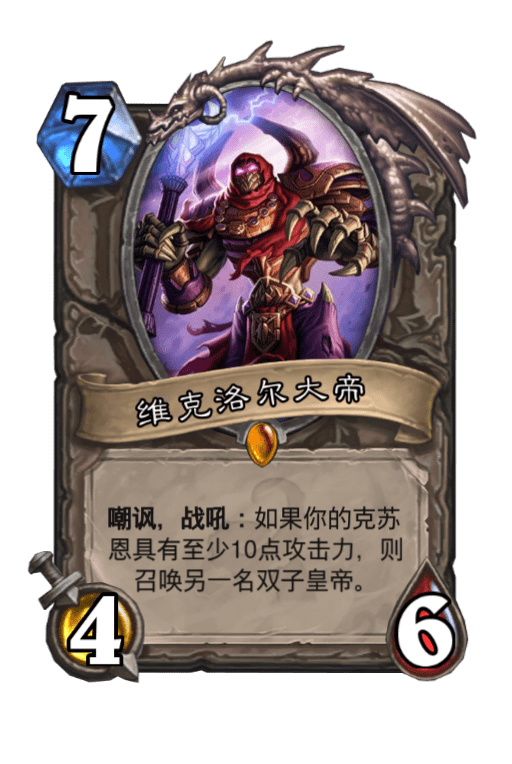 7
维克洛尔大帝
嘲讽，战吼：如果你的克苏
恩具有至少10点攻击力，则
召唤另一名双子皇帝。
4
6